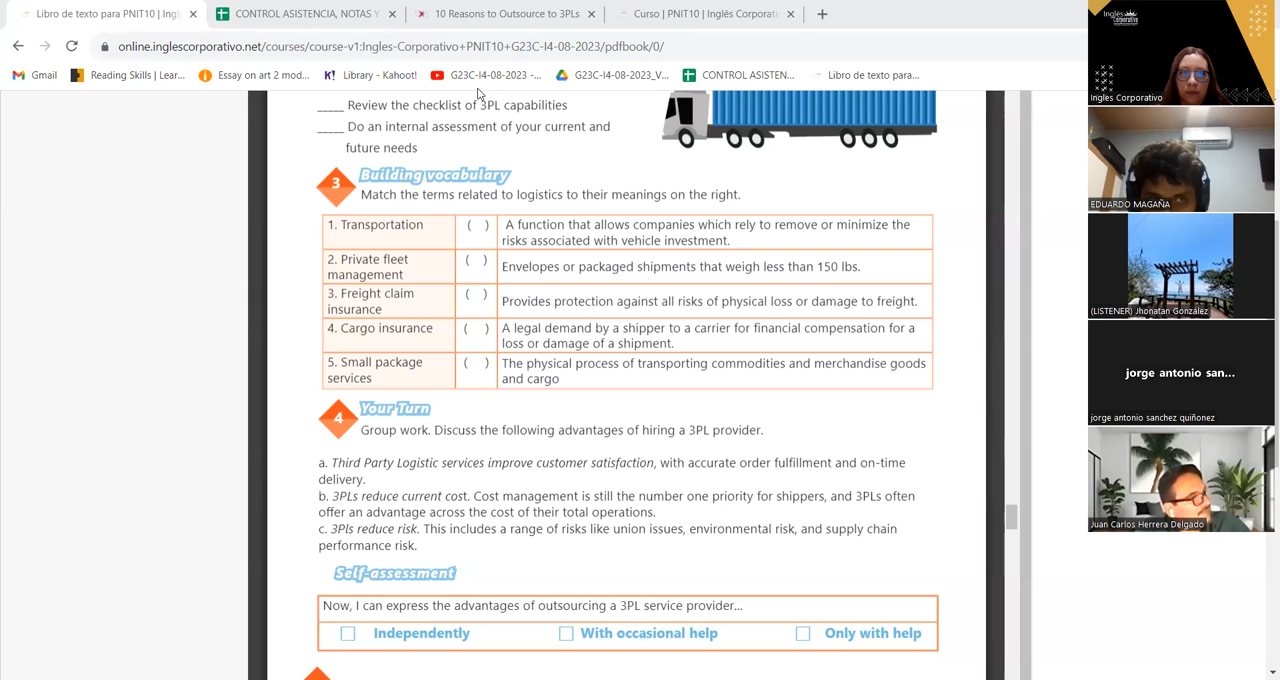 Libro de texto para PNIT10 | Ingl
CONTROL ASISTENCIA, NOTAS Y
10 Reasons to Outsource to 3PLs
Curso | PNIT10 | Inglés Corporati
online.inglescorporativo.net/courses/course-v1:Ingles-Corporativo+PNIT10+G23C-I4-08-2023/pdfbook/0/
Gmail
Reading Skills | Lear...
Essay on art 2 mod...
Library - Kahoot!
G23C-I4-08-2023 -...
G23C-I4-08-2023_V...
CONTROL ASISTEN...
Libro de texto para...
_____ Review the checklist of 3PL capabilities
_____ Do an internal assessment of your current and
future needs
3
Building vocabulary
Match the terms related to logistics to their meanings on the right.
1. Transportation ( ) A function that allows companies which rely to remove or minimize the
risks associated with vehicle investment.
2. Private fleet
management ( ) Envelopes or packaged shipments that weigh less than 150 lbs.
3. Freight claim
insurance ( ) Provides protection against all risks of physical loss or damage to freight.
4. Cargo insurance ( ) A legal demand by a shipper to a carrier for financial compensation for a
loss or damage of a shipment.
5. Small package
services ( ) The physical process of transporting commodities and merchandise goods
and cargo
4
Your Turn
Group work. Discuss the following advantages of hiring a 3PL provider.
a. Third Party Logistic services improve customer satisfaction, with accurate order fulfillment and on-time
delivery.
b. 3PLs reduce current cost. Cost management is still the number one priority for shippers, and 3PLs often
offer an advantage across the cost of their total operations.
c. 3Pls reduce risk. This includes a range of risks like union issues, environmental risk, and supply chain
performance risk.
Self-assessment
Now, I can express the advantages of outsourcing a 3PL service provider...
Independently
With occasional help
Only with help
Inglés
Corporativo
Ingles Corporativo
EDUARDO MAGAÑA
(LISTENER) Jhonatan González
jorge antonio san...
jorge antonio sanchez quiñonez
Juan Carlos Herrera Delgado